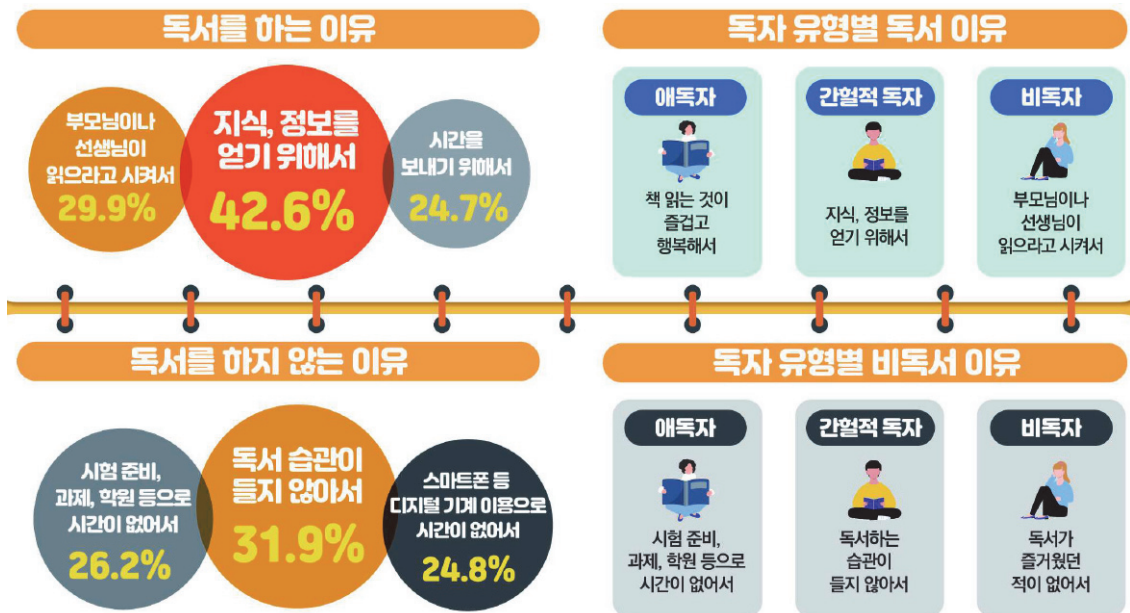 독서를 하는 이유
부모님이나
선생님이
읽으라고 시켜서
29.9%
지식, 정보를
얻기 위해서
42.6%
시간을
보내기 위해서
24.7%
독자 유형별 독서 이유
애독자
책 읽는 것이
즐겁고
행복해서
간헐적 독자
지식, 정보를
얻기 위해서
비독자
부모님이나
선생님이
읽으라고 시켜서
독서를 하지 않는 이유
시험 준비,
과제, 학원 등으로
시간이 없어서
26.2%
독서 습관이
들지 않아서
31.9%
스마트폰 등
디지털 기계 이용으로
시간이 없어서
24.8%
독자 유형별 비독서 이유
애독자
시험 준비,
과제, 학원 등으로
시간이 없어서
간헐적 독자
독서하는
습관이
들지 않아서
비독자
독서가
즐거웠던
적이 없어서